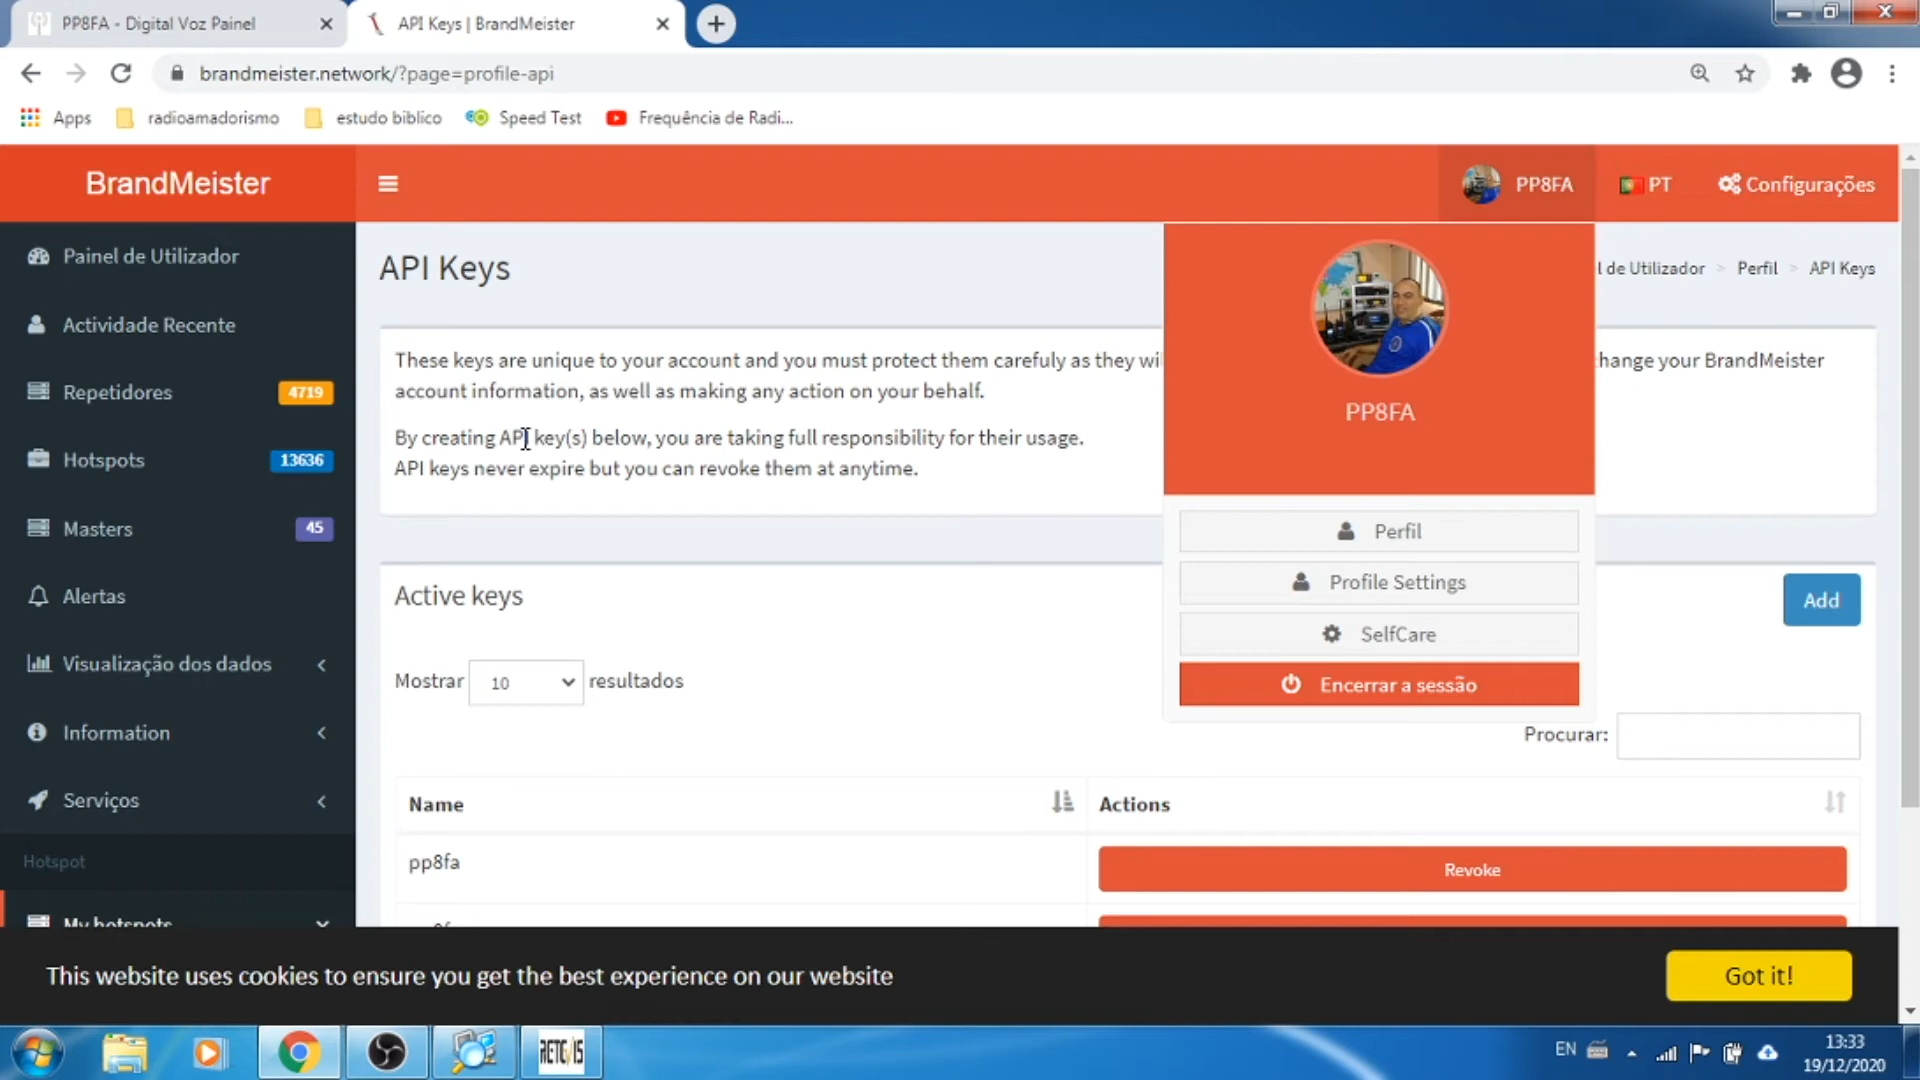 PP8FA - Digital Voz Painel
API Keys | BrandMeister
brandmeister.network/?page=profile-api
Apps radioamadorismo estudo biblico Speed Test Frequência de Radi...
BrandMeister
PP8FA PT Configurações
Painel de Utilizador
Actividade Recente
Repetidores 4719
Hotspots 13636
Masters 45
Alertas
Visualização dos dados
Information
Serviços
Hotspot
My hotspots
API Keys
l de Utilizador > Perfil > API Keys
These keys are unique to your account and you must protect them carefully as they wi
hange your BrandMeister
account information, as well as making any action on your behalf.
By creating API key(s) below, you are taking full responsibility for their usage.
API keys never expire but you can revoke them at anytime.
PP8FA
Perfil
Profile Settings
SelfCare
Encerrar a sessão
Active keys
Add
Mostrar 10 resultados
Procurar:
Name Actions
pp8fa Revoke
This website uses cookies to ensure you get the best experience on our website
Got it!
RETEVIS
EN
13:33
19/12/2020